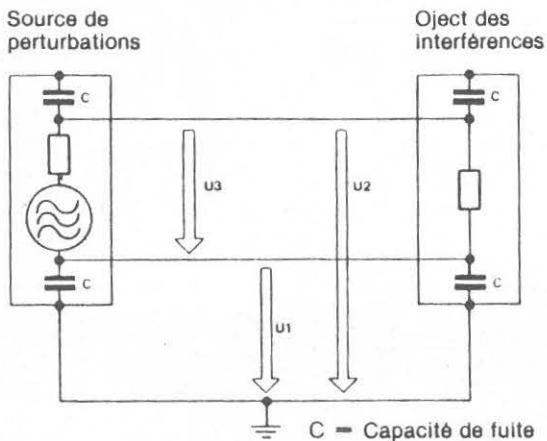 Source de
perturbations
Oject des
interférences
C
C
U3
U2
C
C
U1
C = Capacité de fuite